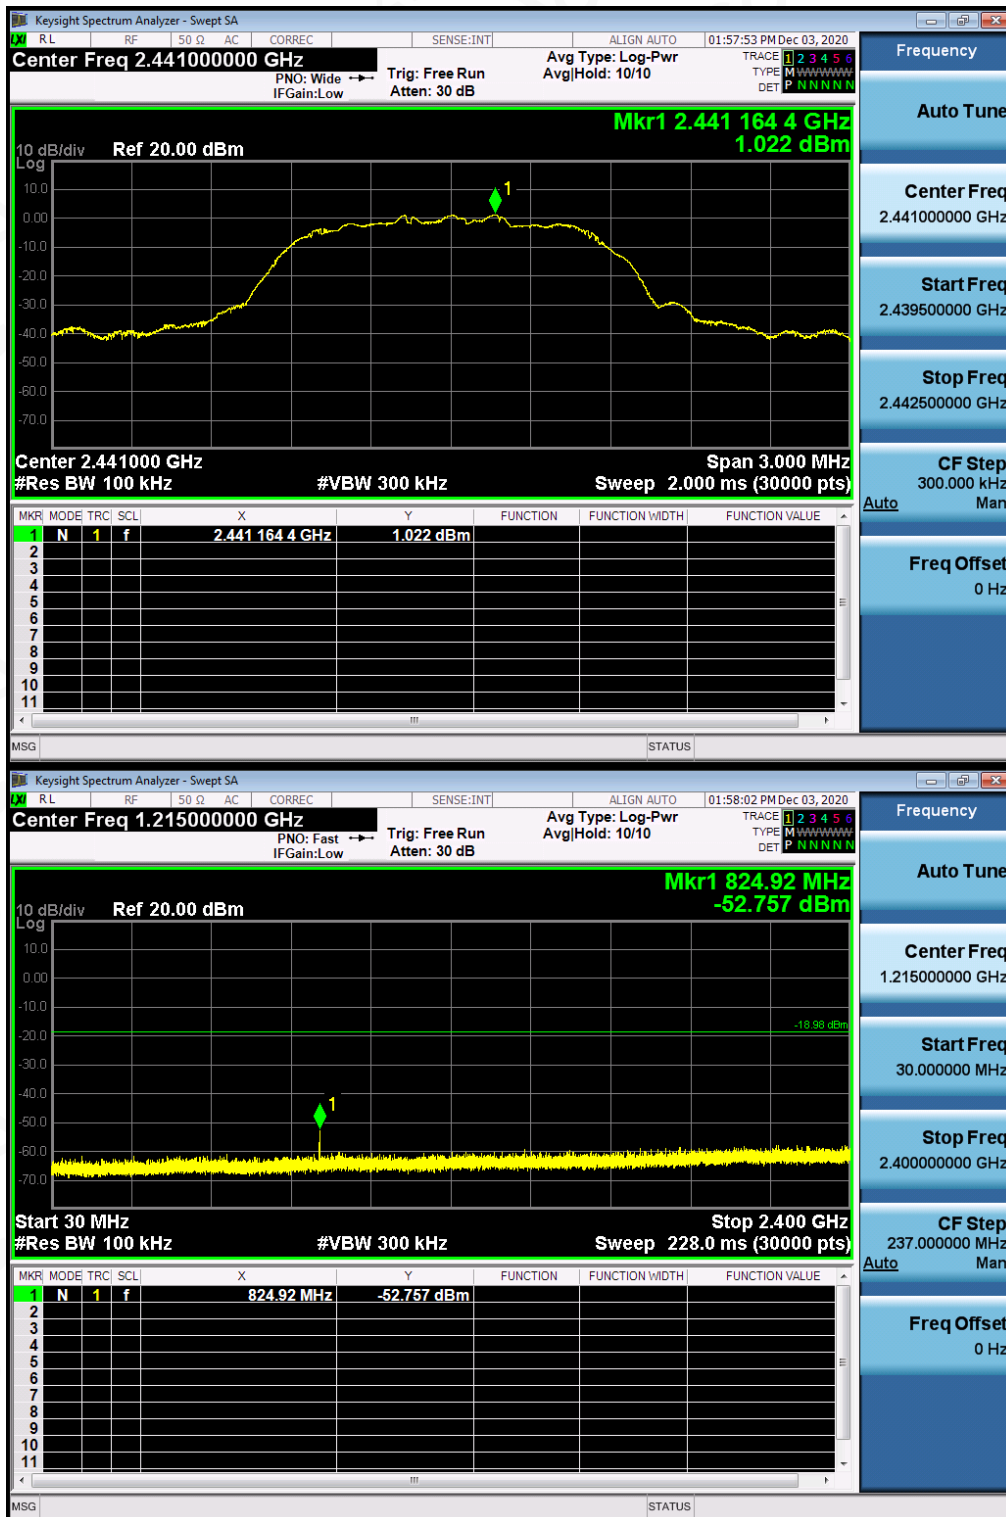 Keysight Spectrum Analyzer - Swept SA
LXI RL RF 50 Ω AC CORREC SENSE:INT ALIGN AUTO 01:57:53 PM Dec 03, 2020
Center Freq 2.441000000 GHz
PNO: Wide
IFGain:Low
Trig: Free Run
Atten: 30 dB
Avg Type: Log-Pwr
Avg|Hold: 10/10
TRACE 1 2 3 4 5 6
TYPE M WWWWW
DET P N N N N N
Mkr1 2.441 164 4 GHz
1.022 dBm
10 dB/div Ref 20.00 dBm
Log
10.0
0.00
-10.0
-20.0
-30.0
-40.0
-50.0
-60.0
-70.0
1
Center 2.441000 GHz Span 3.000 MHz
#Res BW 100 kHz #VBW 300 kHz Sweep 2.000 ms (30000 pts)
MKR MODE TRC SCL X Y FUNCTION FUNCTION WIDTH FUNCTION VALUE
1 N 1 f 2.441 164 4 GHz 1.022 dBm
2
3
4
5
6
7
8
9
10
11
MSG STATUS
Frequency
Auto Tune
Center Freq
2.441000000 GHz
Start Freq
2.439500000 GHz
Stop Freq
2.442500000 GHz
CF Step
300.000 kHz
Auto Man
Freq Offset
0 Hz
Keysight Spectrum Analyzer - Swept SA
LXI RL RF 50 Ω AC CORREC SENSE:INT ALIGN AUTO 01:58:02 PM Dec 03, 2020
Center Freq 1.215000000 GHz
PNO: Fast
IFGain:Low
Trig: Free Run
Atten: 30 dB
Avg Type: Log-Pwr
Avg|Hold: 10/10
TRACE 1 2 3 4 5 6
TYPE M WWWWW
DET P N N N N N
Mkr1 824.92 MHz
-52.757 dBm
10 dB/div Ref 20.00 dBm
Log
10.0
0.00
-10.0
-20.0
-30.0
-40.0
-50.0
-60.0
-70.0
-18.98 dBm
1
Start 30 MHz Stop 2.400 GHz
#Res BW 100 kHz #VBW 300 kHz Sweep 228.0 ms (30000 pts)
MKR MODE TRC SCL X Y FUNCTION FUNCTION WIDTH FUNCTION VALUE
1 N 1 f 824.92 MHz -52.757 dBm
2
3
4
5
6
7
8
9
10
11
MSG STATUS
Frequency
Auto Tune
Center Freq
1.215000000 GHz
Start Freq
30.000000 MHz
Stop Freq
2.400000000 GHz
CF Step
237.000000 MHz
Auto Man
Freq Offset
0 Hz